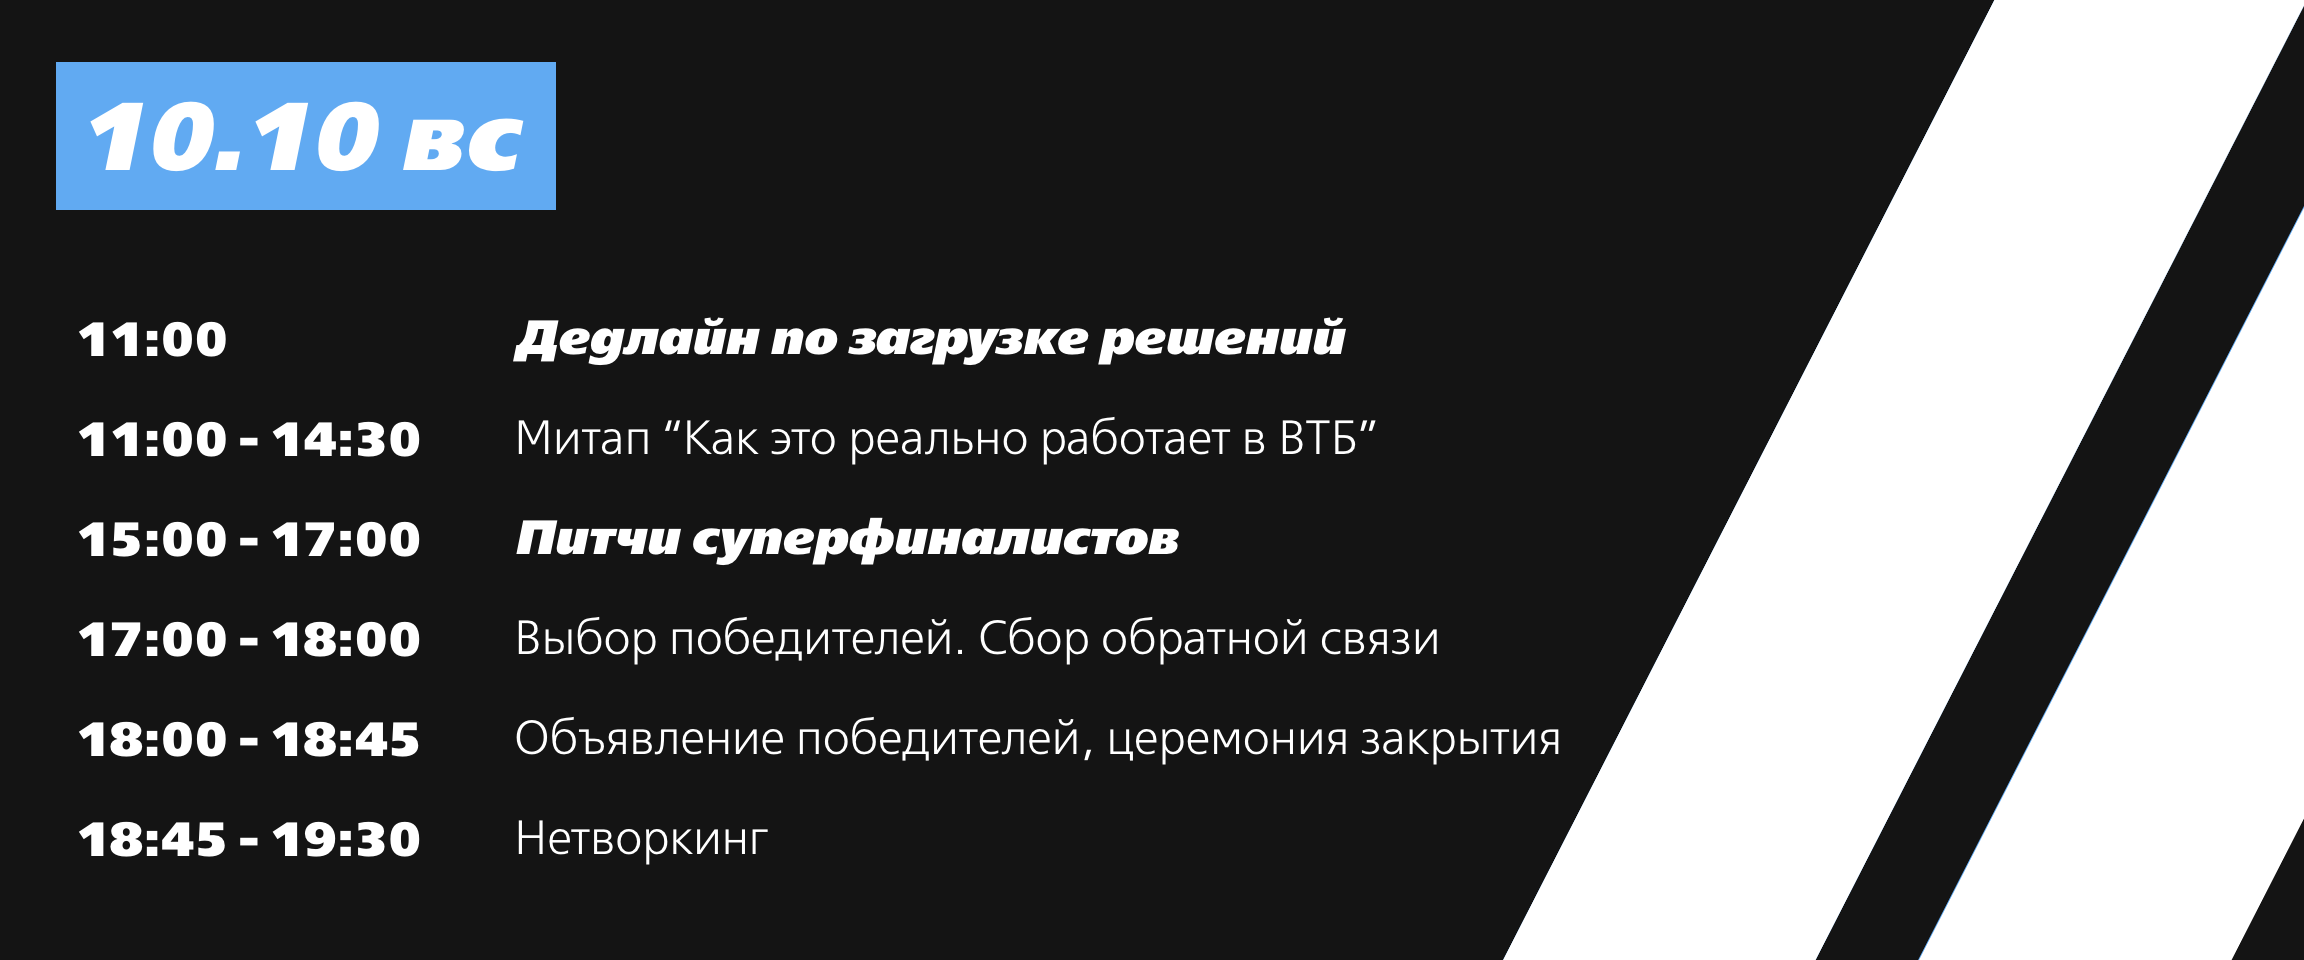 10.10 вс
11:00 Дедлайн по загрузке решений
11:00 - 14:30 Митап “Как это реально работает в ВТБ”
15:00 - 17:00 Питчи суперфиналистов
17:00 - 18:00 Выбор победителей. Сбор обратной связи
18:00 - 18:45 Объявление победителей, церемония закрытия
18:45 - 19:30 Нетворкинг